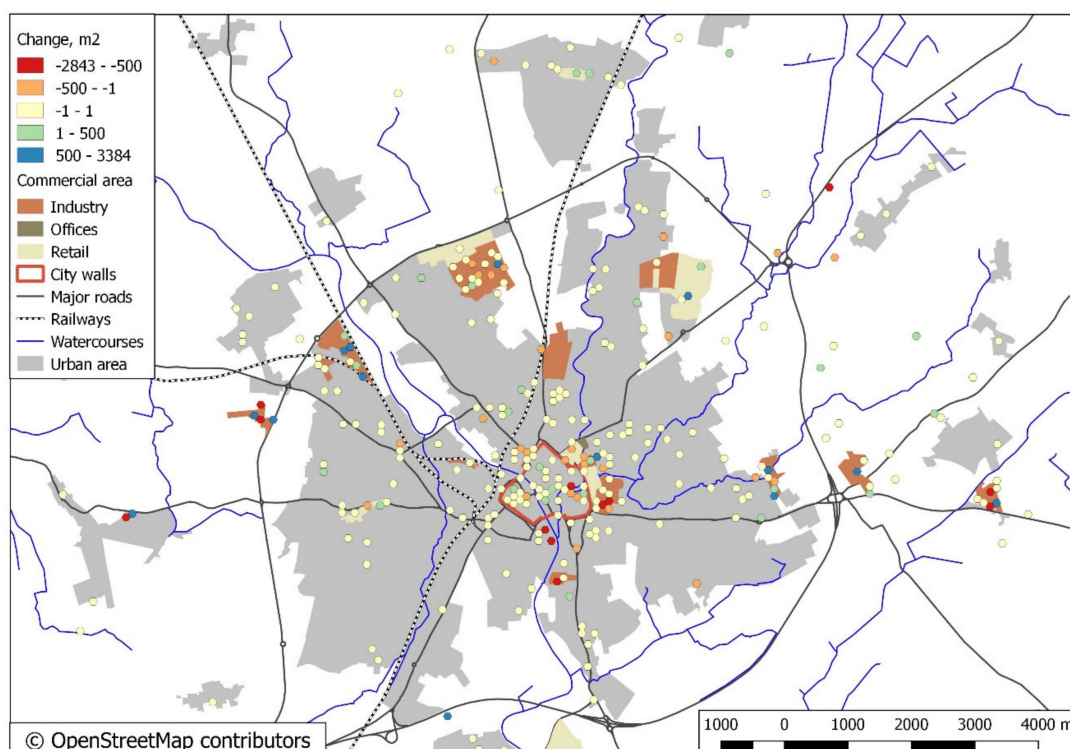 Change, m2
-2843 - -500
-500 - -1
-1 - 1
1 - 500
500 - 3384
Commercial area
Industry
Offices
Retail
City walls
Major roads
Railways
Watercourses
Urban area
© OpenStreetMap contributors
1000 0 1000 2000 3000 4000 m